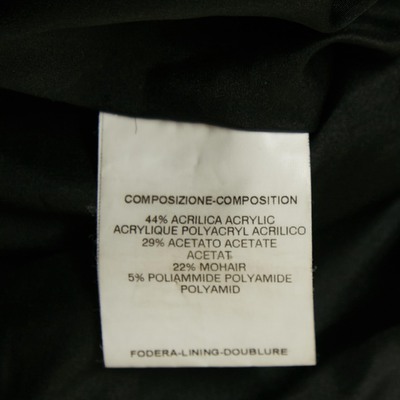 COMPOSIZIONE-COMPOSITION
44% ACRILICA ACRYLIC
ACRYLIQUE POLYACRYL ACRILICO
29% ACETATO ACETATE
ACETAT
22% MOHAIR
5% POLIAMMIDE POLYAMIDE
POLYAMID
FODERA-LINING-DOUBLURE